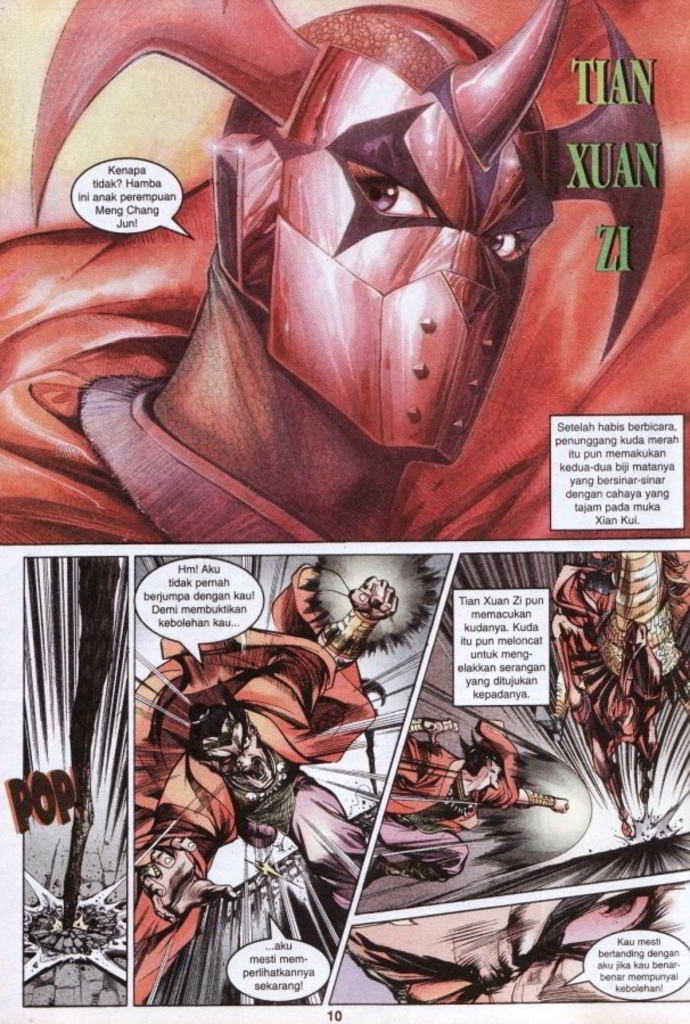 TIAN
XUAN
ZI
Kenapa
tidak? Hamba
ini anak perempuan
Meng Chang
Jun!
Setelah habis berbicara,
penunggang kuda merah
itu pun memakukan
kedua-dua biji matanya
yang bersinar-sinar
dengan cahaya yang
tajam pada muka
Xian Kui.
POP!
Hm! Aku
tidak pernah
berjumpa dengan kau!
Demi membuktikan
kebolehan kau...
...aku
mesti mem-
perlihatkannya
sekarang!
Tian Xuan Zi pun
memacukan
kudanya. Kuda
itu pun meloncat
untuk meng-
elakkan serangan
yang ditujukan
kepadanya.
Kau mesti
bertanding dengan
aku jika kau benar-
benar mempunyai
kebolehan!
10